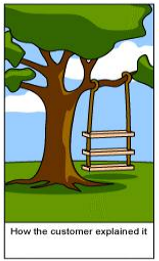 How the customer explained it